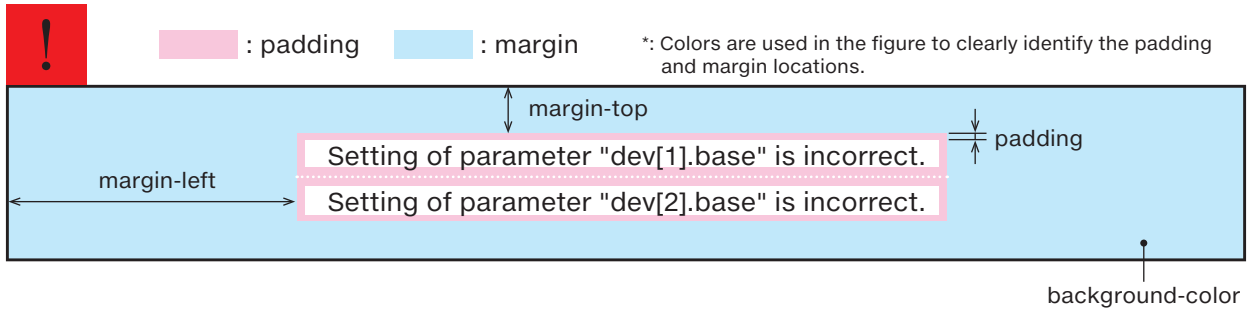 !
: padding
: margin
*: Colors are used in the figure to clearly identify the padding
and margin locations.
margin-top
padding
Setting of parameter "dev[1].base" is incorrect.
margin-left
Setting of parameter "dev[2].base" is incorrect.
background-color